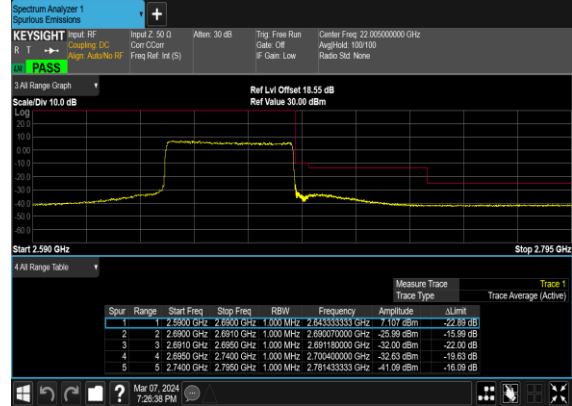 Spectrum Analyzer 1
Spurious Emissions
KEYSIGHT Input: RF Input Z: 50 Ω Atten: 30 dB Trig: Free Run Center Freq: 22.005000000 GHz
R T Coupling: DC Corr CCorr Gate: Off Avg|Hold: 100/100
Align: Auto/No RF Freq Ref: Int (S) IF Gain: Low Radio Std: None
PASS
3 All Range Graph
Ref Lvl Offset 18.55 dB
Scale/Div 10.0 dB Ref Value 30.00 dBm
Log
20.0
10.0
0.00
-10.0
-20.0
-30.0
-40.0
-50.0
-60.0
Start 2.590 GHz Stop 2.795 GHz
4 All Range Table
Measure Trace Trace 1
Trace Type Trace Average (Active)
Spur Range Start Freq Stop Freq RBW Frequency Amplitude ΔLimit
1 1 2.5900 GHz 2.6900 GHz 1.000 MHz 2.643333333 GHz 7.107 dBm -22.89 dB
2 2 2.6900 GHz 2.6910 GHz 1.000 MHz 2.690070000 GHz -25.99 dBm -15.99 dB
3 3 2.6910 GHz 2.6950 GHz 1.000 MHz 2.691180000 GHz -32.00 dBm -22.00 dB
4 4 2.6950 GHz 2.7400 GHz 1.000 MHz 2.700400000 GHz -32.63 dBm -19.63 dB
5 5 2.7400 GHz 2.7950 GHz 1.000 MHz 2.781433333 GHz -41.09 dBm -16.09 dB
?
Mar 07, 2024
7:26:38 PM